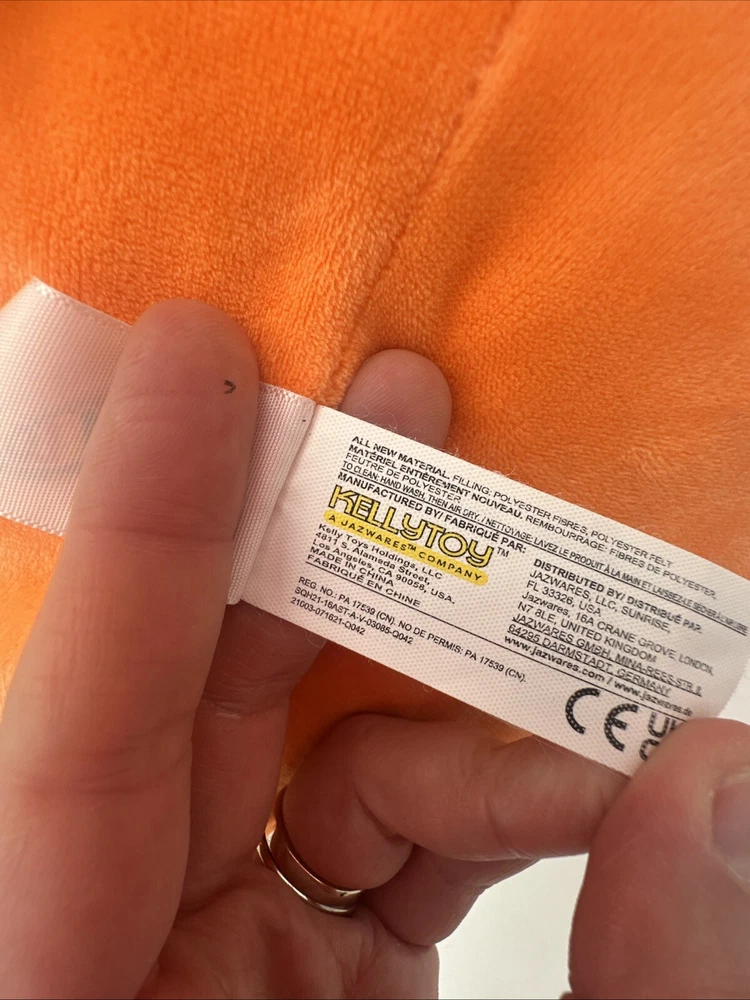 ALL NEW MATERIAL, FILLING: POLYESTER FIBRES, POLYESTER FELT
MATÉRIEL ENTIÈREMENT NOUVEAU, REMBOURRAGE: FIBRES DE POLYESTER,
FEUTRE DE POLYESTER
TO CLEAN: HAND WASH, THEN AIR DRY. / NETTOYAGE: LAVEZ LE PRODUIT À LA MAIN ET LAISSEZ-LE SÉCHER À L'AIR LIBRE
MANUFACTURED BY/ FABRIQUÉ PAR:
KELLYTOY™
A JAZWARES™ COMPANY
Kelly Toys Holdings, LLC
4811 S. Alameda Street,
Los Angeles, CA 90058, USA.
MADE IN CHINA
FABRIQUÉ EN CHINE
DISTRIBUTED BY/ DISTRIBUÉ PAR:
JAZWARES, LLC, SUNRISE,
FL 33326, USA
Jazwares, 16A CRANE GROVE, LONDON,
N7 8LE, UNITED KINGDOM
JAZWARES GMBH, MINA-REES-STR. 8,
64295 DARMSTADT, GERMANY
www.jazwares.com / www.jazwares.de
REG. NO.: PA 17539 (CN). NO DE PERMIS: PA 17539 (CN).
SQH21-16AST-A-V-03085-Q042
21603-071621-Q042
CE